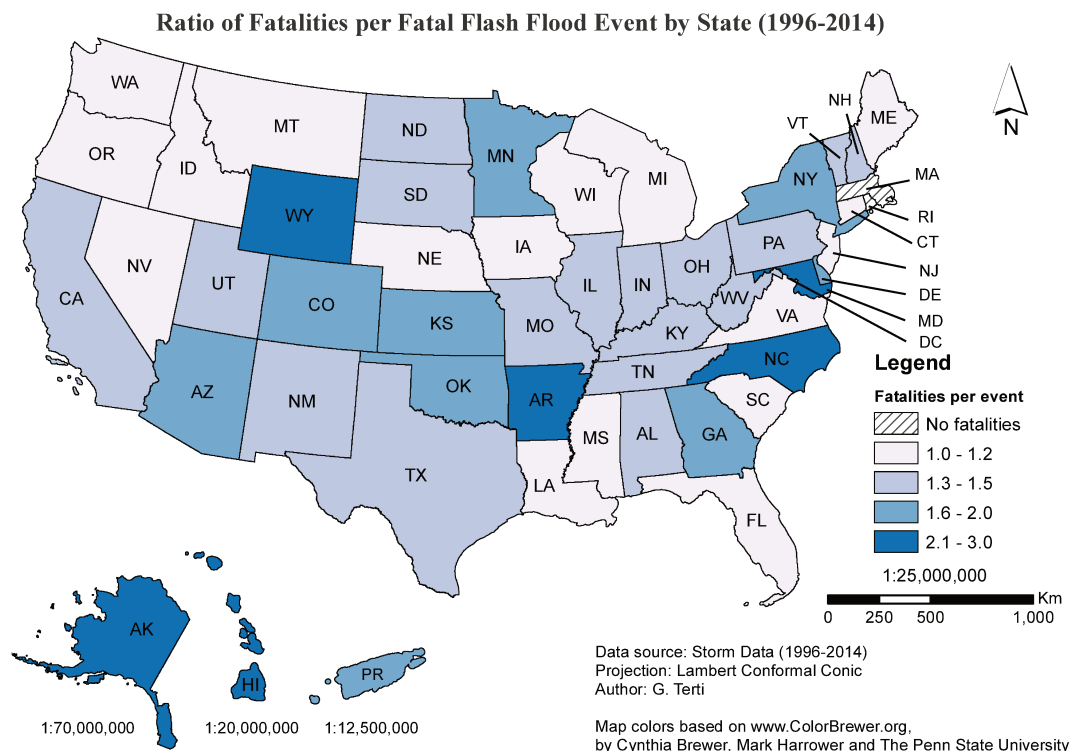 Ratio of Fatalities per Fatal Flash Flood Event by State (1996-2014)
WA
MT
ND
MN
OR
ID
WY
SD
WI
MI
NH
VT
ME
N
NY
MA
RI
CT
NJ
DE
MD
DC
NV
UT
CA
NE
IA
IL
IN
OH
PA
WV
VA
CO
KS
MO
KY
AZ
NM
OK
AR
TN
NC
SC
MS
AL
GA
TX
LA
FL
Legend
Fatalities per event
No fatalities
1.0 - 1.2
1.3 - 1.5
1.6 - 2.0
2.1 - 3.0
1:25,000,000
Km
0 250 500 1,000
AK
HI
PR
1:70,000,000
1:20,000,000
1:12,500,000
Data source: Storm Data (1996-2014)
Projection: Lambert Conformal Conic
Author: G. Terti
Map colors based on www.ColorBrewer.org,
by Cynthia Brewer, Mark Harrower and The Penn State University